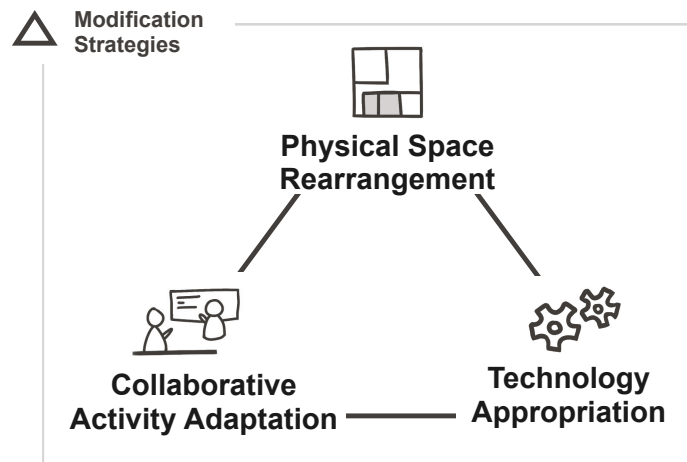 Modification
Strategies
Physical Space
Rearrangement
Collaborative
Activity Adaptation
Technology
Appropriation